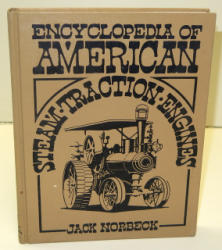 ENCYCLOPEDIA OF
AMERICAN
STEAM·TRACTION·ENGINES
JACK NORBECK